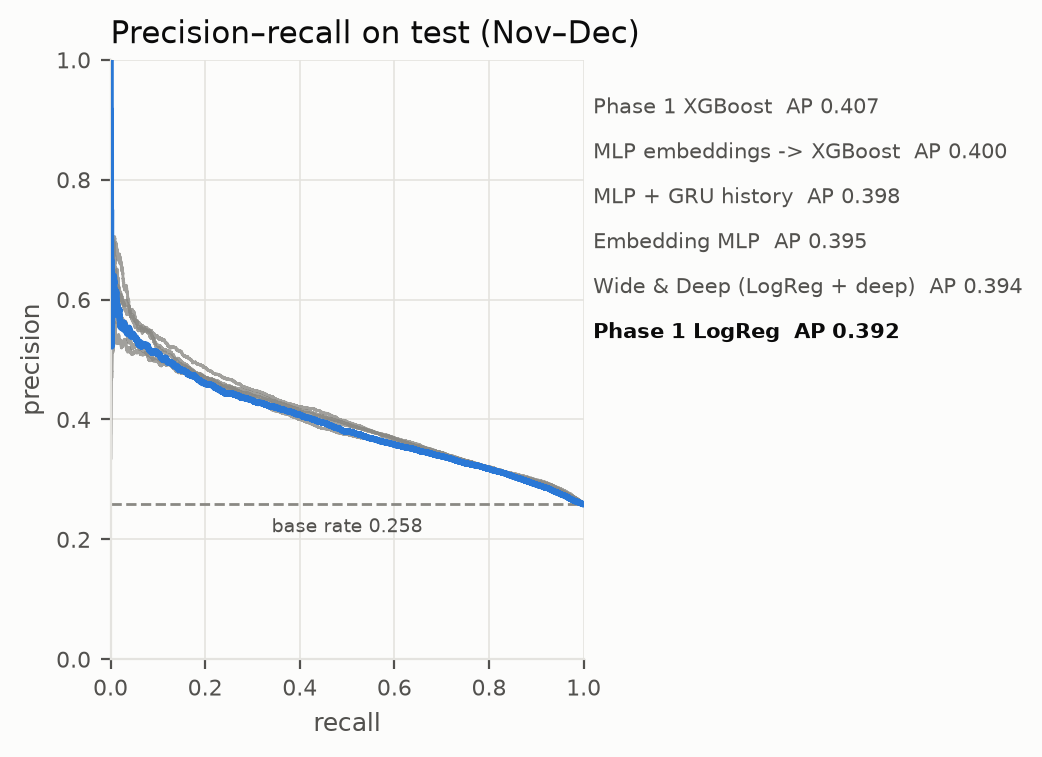 Precision–recall on test (Nov–Dec)
1.0
0.8
0.6
0.4
0.2
0.0
precision
Phase 1 XGBoost  AP 0.407
MLP embeddings -> XGBoost  AP 0.400
MLP + GRU history  AP 0.398
Embedding MLP  AP 0.395
Wide & Deep (LogReg + deep)  AP 0.394
Phase 1 LogReg  AP 0.392
base rate 0.258
0.0 0.2 0.4 0.6 0.8 1.0
recall